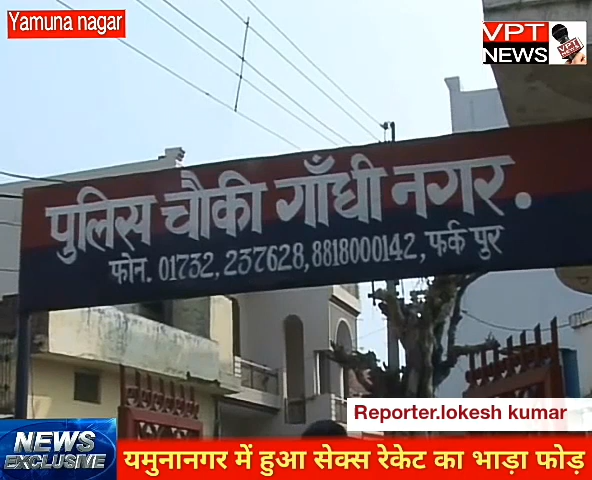 Yamuna nagar
VPT
NEWS
पुलिस चौकी गाँधी नगर.
फोन. 01732, 237628, 8818000142, फर्क पुर
Reporter.lokesh kumar
NEWS
EXCLUSIVE
यमुनानगर में हुआ सेक्स रेकेट का भाड़ा फोड़